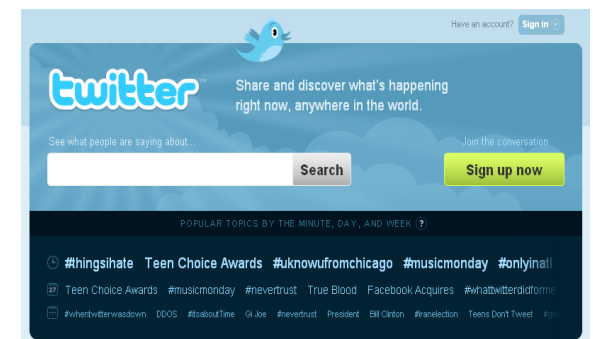 Have an account? Sign in
twitter™
Share and discover what's happening
right now, anywhere in the world.
See what people are saying about...
Join the conversation
Search
Sign up now
POPULAR TOPICS BY THE MINUTE, DAY, AND WEEK ?
#thingsihate Teen Choice Awards #uknowufromchicago #musicmonday #onlyinatl
27 Teen Choice Awards #musicmonday #nevertrust True Blood Facebook Acquires #whattwitterdidforme
#whentwitterwasdown DDOS #itsaboutTime GI Joe #nevertrust President Bill Clinton #iranelection Teens Don't Tweet